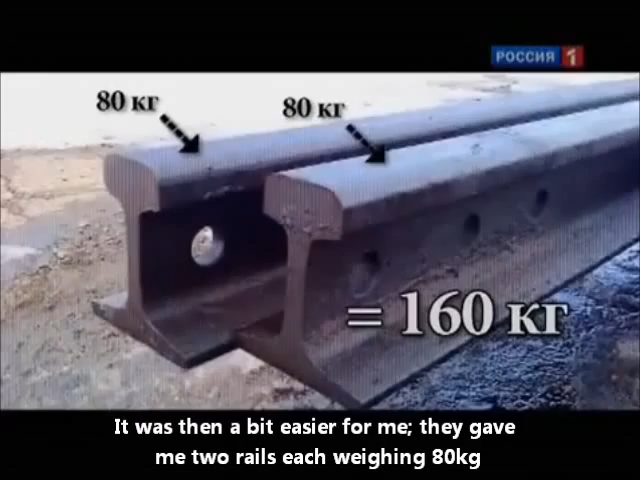 РОССИЯ 1
80 кг
80 кг
= 160 кг
It was then a bit easier for me; they gave
me two rails each weighing 80kg